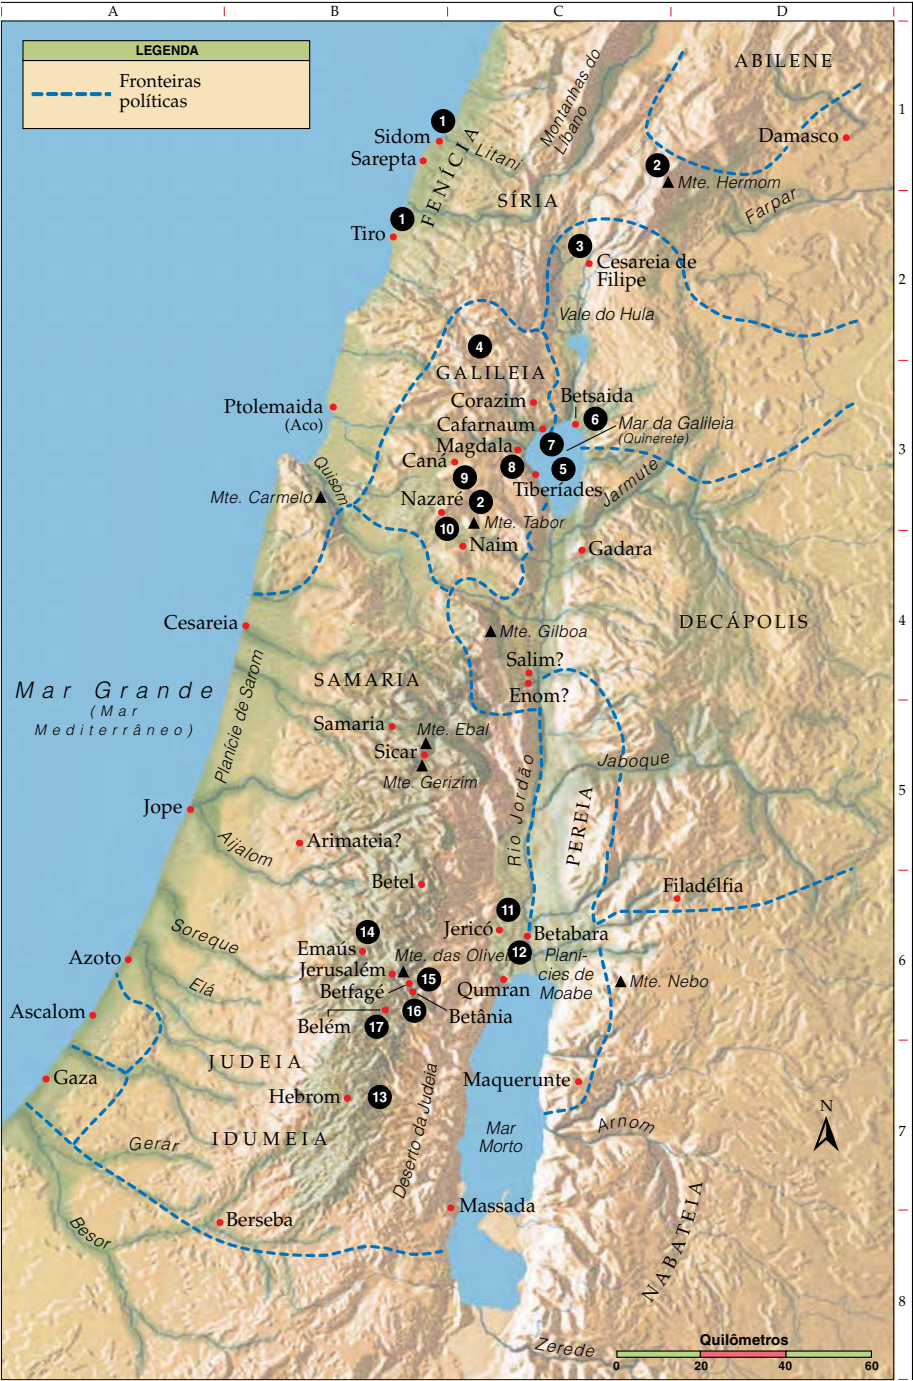 A
B
C
D
LEGENDA
Fronteiras
políticas
ABILENE
1
Montanhas do
Líbano
1
Sidom
Damasco
Litani
Sarepta
FENÍCIA
2
Mte. Hermom
SÍRIA
Farpar
1
Tiro
3
Cesareia de
Filipe
2
Vale do Hula
4
GALILEIA
Betsaida
Corazim
Ptolemaida
(Aco)
6
Cafarnaum
Mar da Galileia
(Quinerete)
7
Magdala
3
Caná
8
5
Quisom
9
Tiberíades
Jarmute
Mte. Carmelo
Nazaré
2
Mte. Tabor
10
Naim
Gadara
Cesareia
4
DECÁPOLIS
Mte. Gilboa
Salim?
Enom?
Mar Grande
(Mar
Mediterrâneo)
Planície de Sarom
SAMARIA
Samaria
Mte. Ebal
Sicar
Mte. Gerizim
Jaboque
Rio Jordão
PEREIA
5
Jope
Aijalom
Arimateia?
Betel
Filadélfia
11
Jericó
Betabara
14
Soreque
Emaús
Mte. das Olivei
12
Planí-
cies de
Moabe
Azoto
6
Jerusalém
15
Mte. Nebo
Elá
Betfagé
Qumran
Ascalom
16
Betânia
Belém
17
JUDEIA
Gaza
Maquerunte
Hebrom
13
Deserto da Judeia
N
Mar
Morto
Arnom
7
Gerar
IDUMEIA
Massada
Berseba
Besor
NABATEIA
8
Zerede
Quilômetros
0
20
40
60